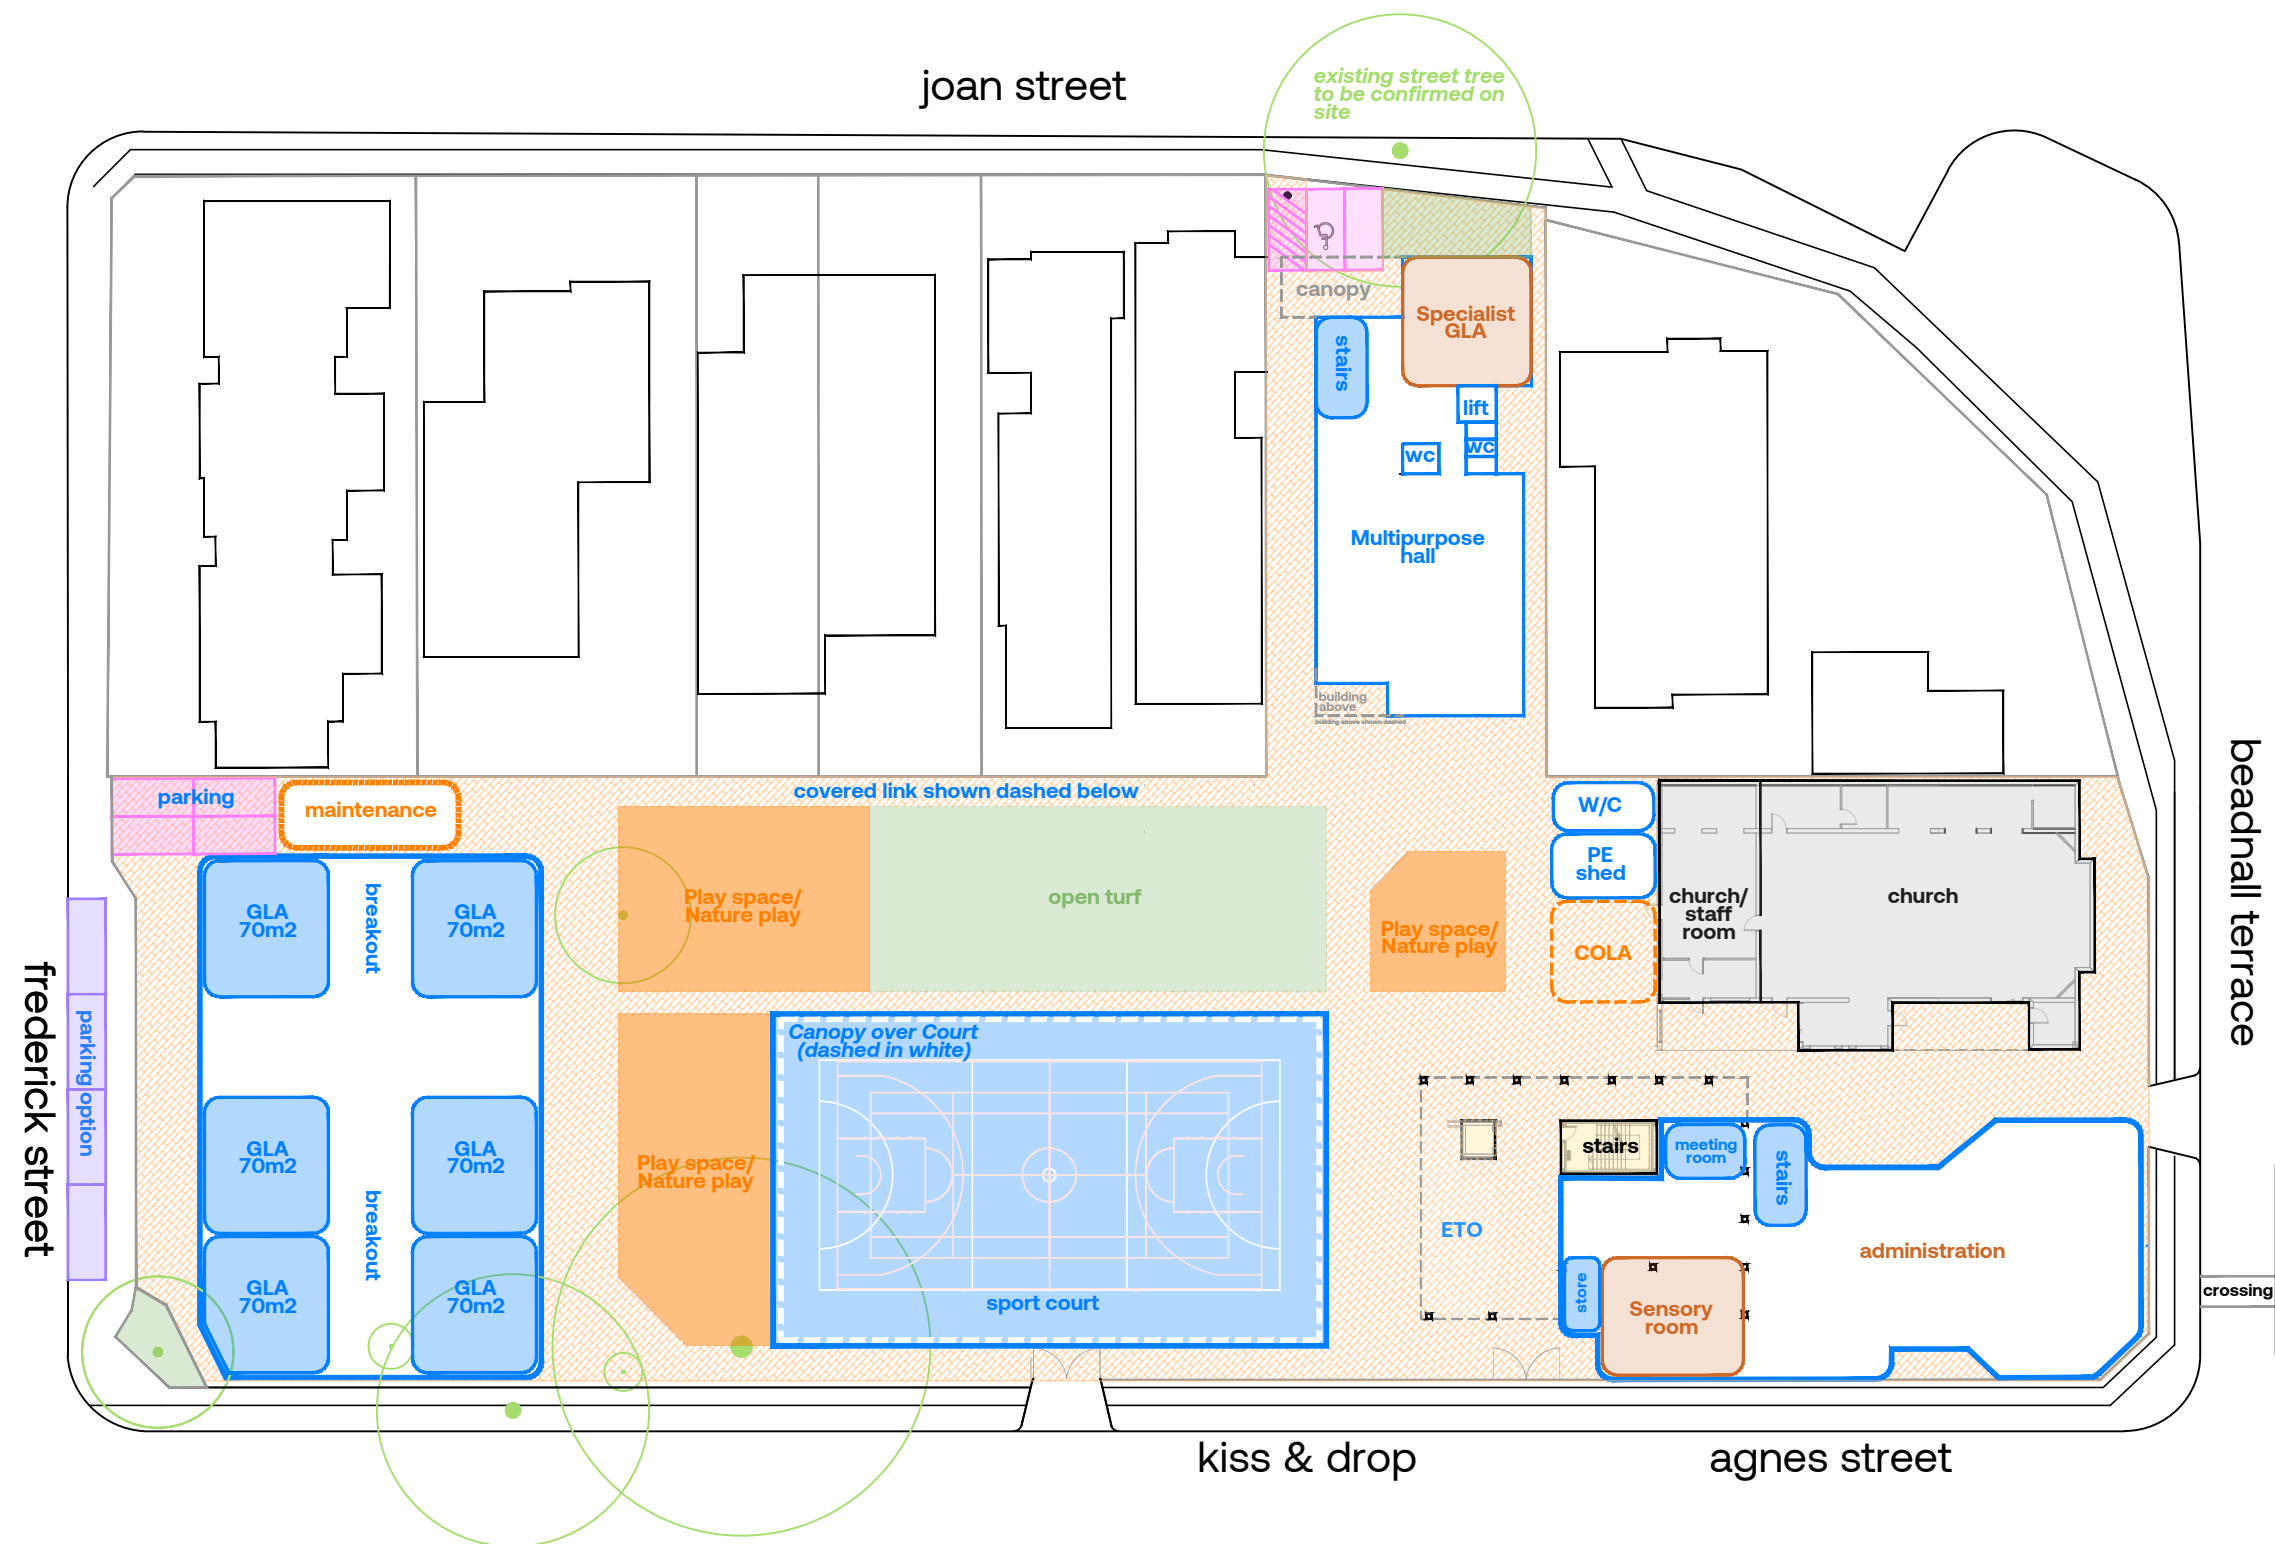 joan street
existing street tree
to be confirmed on
site
canopy
Specialist
GLA
stairs
lift
wc
wc
Multipurpose
hall
building
above
building above shown dashed
parking
maintenance
covered link shown dashed below
W/C
PE
shed
COLA
church/
staff
room
church
beadnall terrace
GLA
70m2
breakout
GLA
70m2
Play space/
Nature play
open turf
Play space/
Nature play
frederick street
parking option
Canopy over Court
(dashed in white)
GLA
70m2
GLA
70m2
breakout
GLA
70m2
GLA
70m2
Play space/
Nature play
sport court
ETO
stairs
meeting
room
stairs
administration
store
Sensory
room
crossing
kiss & drop
agnes street